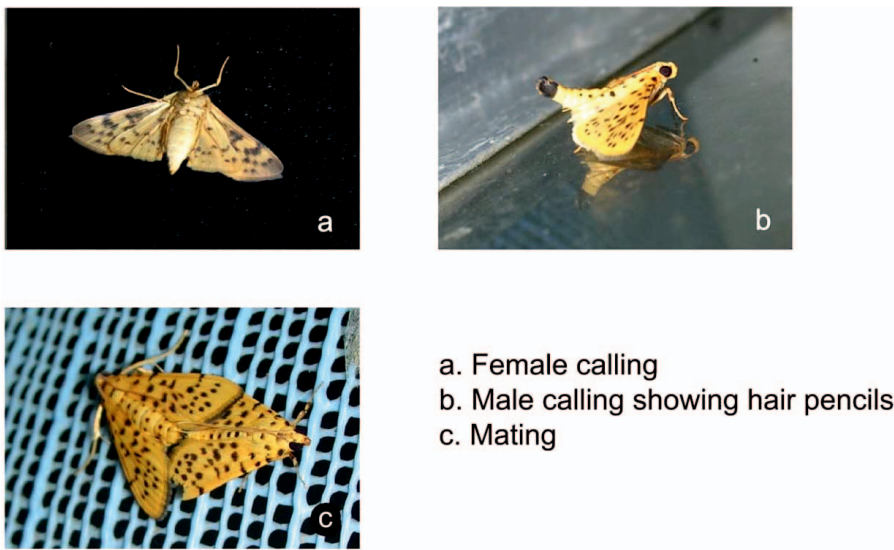 a
b
c
a. Female calling
b. Male calling showing hair pencils
c. Mating